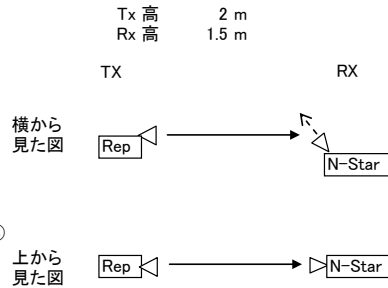 Tx 高 2 m
Rx 高 1.5 m
TX RX
横から
見た図
Rep
N-Star
上から
見た図
Rep
N-Star